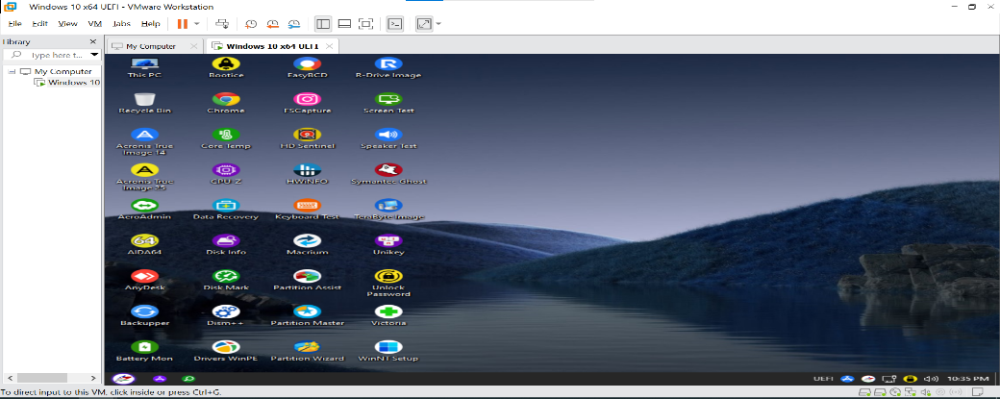 Windows 10 x64 UEFI - VMware Workstation
File Edit View VM Tabs Help
Library
Type here t...
My Computer
Windows 10
My Computer
Windows 10 x64 UEFI
This PC
Bootice
EasyBCD
R-Drive Image
Recycle Bin
Chrome
FSCapture
Screen Test
Acronis True
Image 14
Core Temp
HD Sentinel
Speaker Test
Acronis True
Image 25
CPU-Z
HWiNFO
Symantec Ghost
AeroAdmin
Data Recovery
Keyboard Test
TeraByte Image
64
AIDA64
Disk Info
Macrium
Unikey
AnyDesk
Disk Mark
Partition Assist
Unlock
Password
Backupper
Dism++
Partition Master
Victoria
Battery Mon
Drivers WinPE
Partition Wizard
WinNT Setup
UEFI
10:35 PM
To direct input to this VM, click inside or press Ctrl+G.